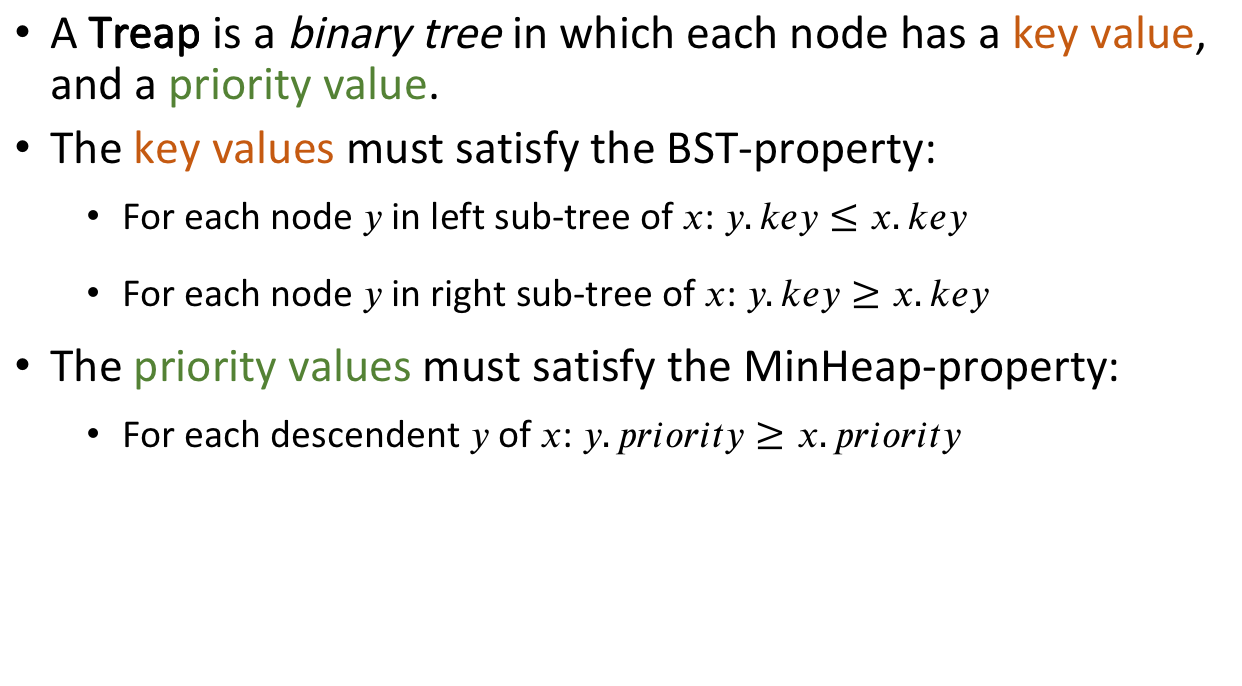 • A Treap is a binary tree in which each node has a key value,
and a priority value.
• The key values must satisfy the BST-property:
• For each node y in left sub-tree of x: y. key ≤ x. key
• For each node y in right sub-tree of x: y. key ≥ x. key
• The priority values must satisfy the MinHeap-property:
• For each descendent y of x: y. priority ≥ x. priority